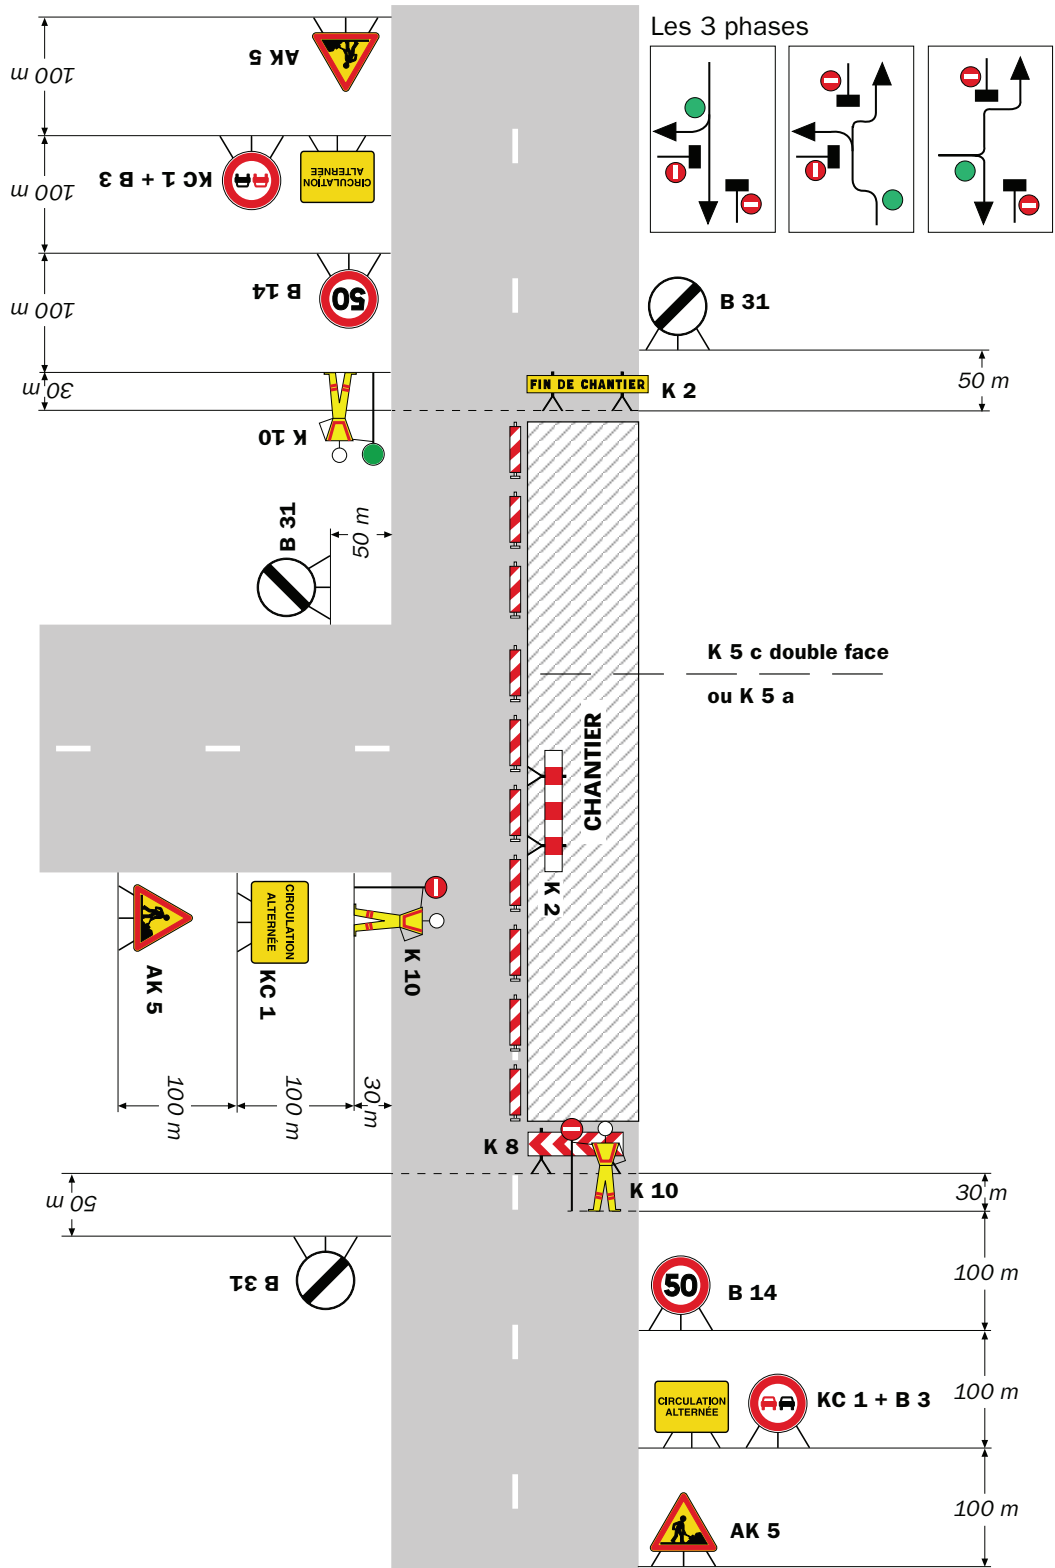 Les 3 phases
100 m
AK 5
100 m
KC 1 + B 3
CIRCULATION
ALTERNÉE
100 m
B 14
50
B 31
30 m
K 10
FIN DE CHANTIER
K 2
50 m
B 31
50 m
K 5 c double face
ou K 5 a
CHANTIER
K 2
AK 5
CIRCULATION
ALTERNÉE
KC 1
K 10
100 m
100 m
30 m
K 8
K 10
30 m
50 m
B 31
50
B 14
100 m
CIRCULATION
ALTERNÉE
KC 1 + B 3
100 m
AK 5
100 m